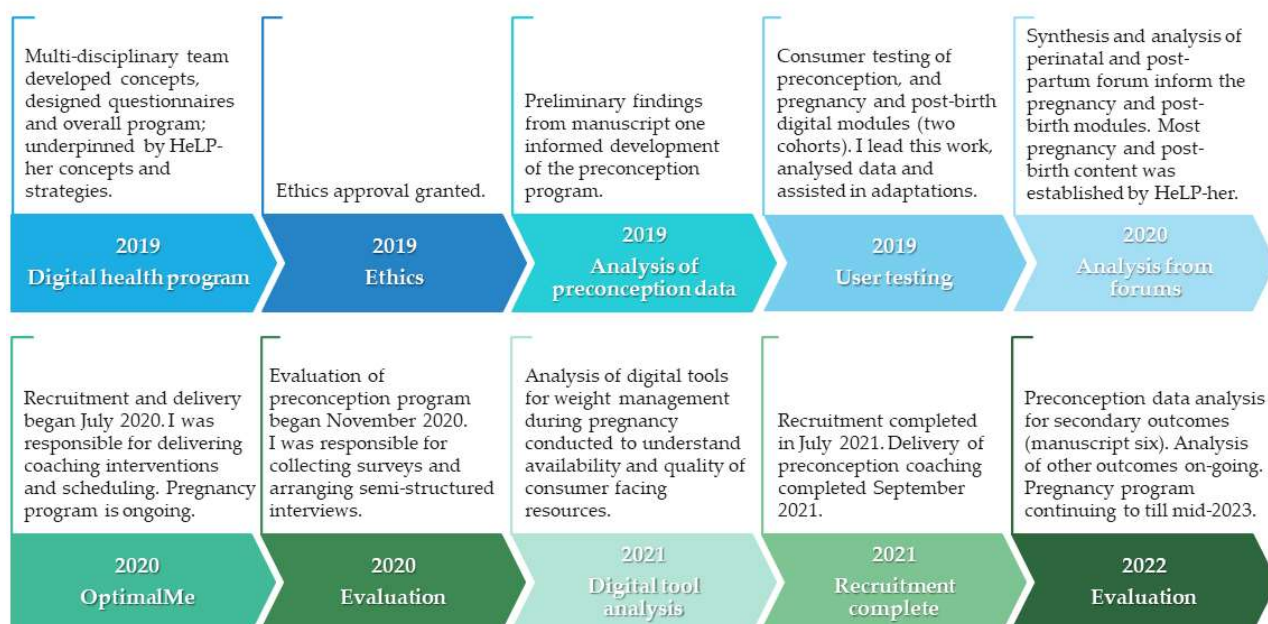 Multi-disciplinary team
developed concepts,
designed questionnaires
and overall program;
underpinned by HeLP-
her concepts and
strategies.
2019
Digital health program
Ethics approval granted.
2019
Ethics
Preliminary findings
from manuscript one
informed development
of the preconception
program.
2019
Analysis of
preconception data
Consumer testing of
preconception, and
pregnancy and post-birth
digital modules (two
cohorts). I lead this work,
analysed data and
assisted in adaptations.
2019
User testing
Synthesis and analysis of
perinatal and post-
partum forum inform the
pregnancy and post-
birth modules. Most
pregnancy and post-
birth content was
established by HeLP-her.
2020
Analysis from
forums
Recruitment and delivery
began July 2020. I was
responsible for delivering
coaching interventions
and scheduling. Pregnancy
program is ongoing.
2020
OptimalMe
Evaluation of
preconception program
began November 2020.
I was responsible for
collecting surveys and
arranging semi-structured
interviews.
2020
Evaluation
Analysis of digital tools
for weight management
during pregnancy
conducted to understand
availability and quality of
consumer facing
resources.
2021
Digital tool
analysis
Recruitment completed
in July 2021. Delivery of
preconception coaching
completed September
2021.
2021
Recruitment
complete
Preconception data analysis
for secondary outcomes
(manuscript six). Analysis
of other outcomes on-going.
Pregnancy program
continuing to till mid-2023.
2022
Evaluation